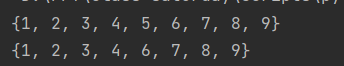 {1, 2, 3, 4, 5, 6, 7, 8, 9}
{1, 2, 3, 4, 6, 7, 8, 9}